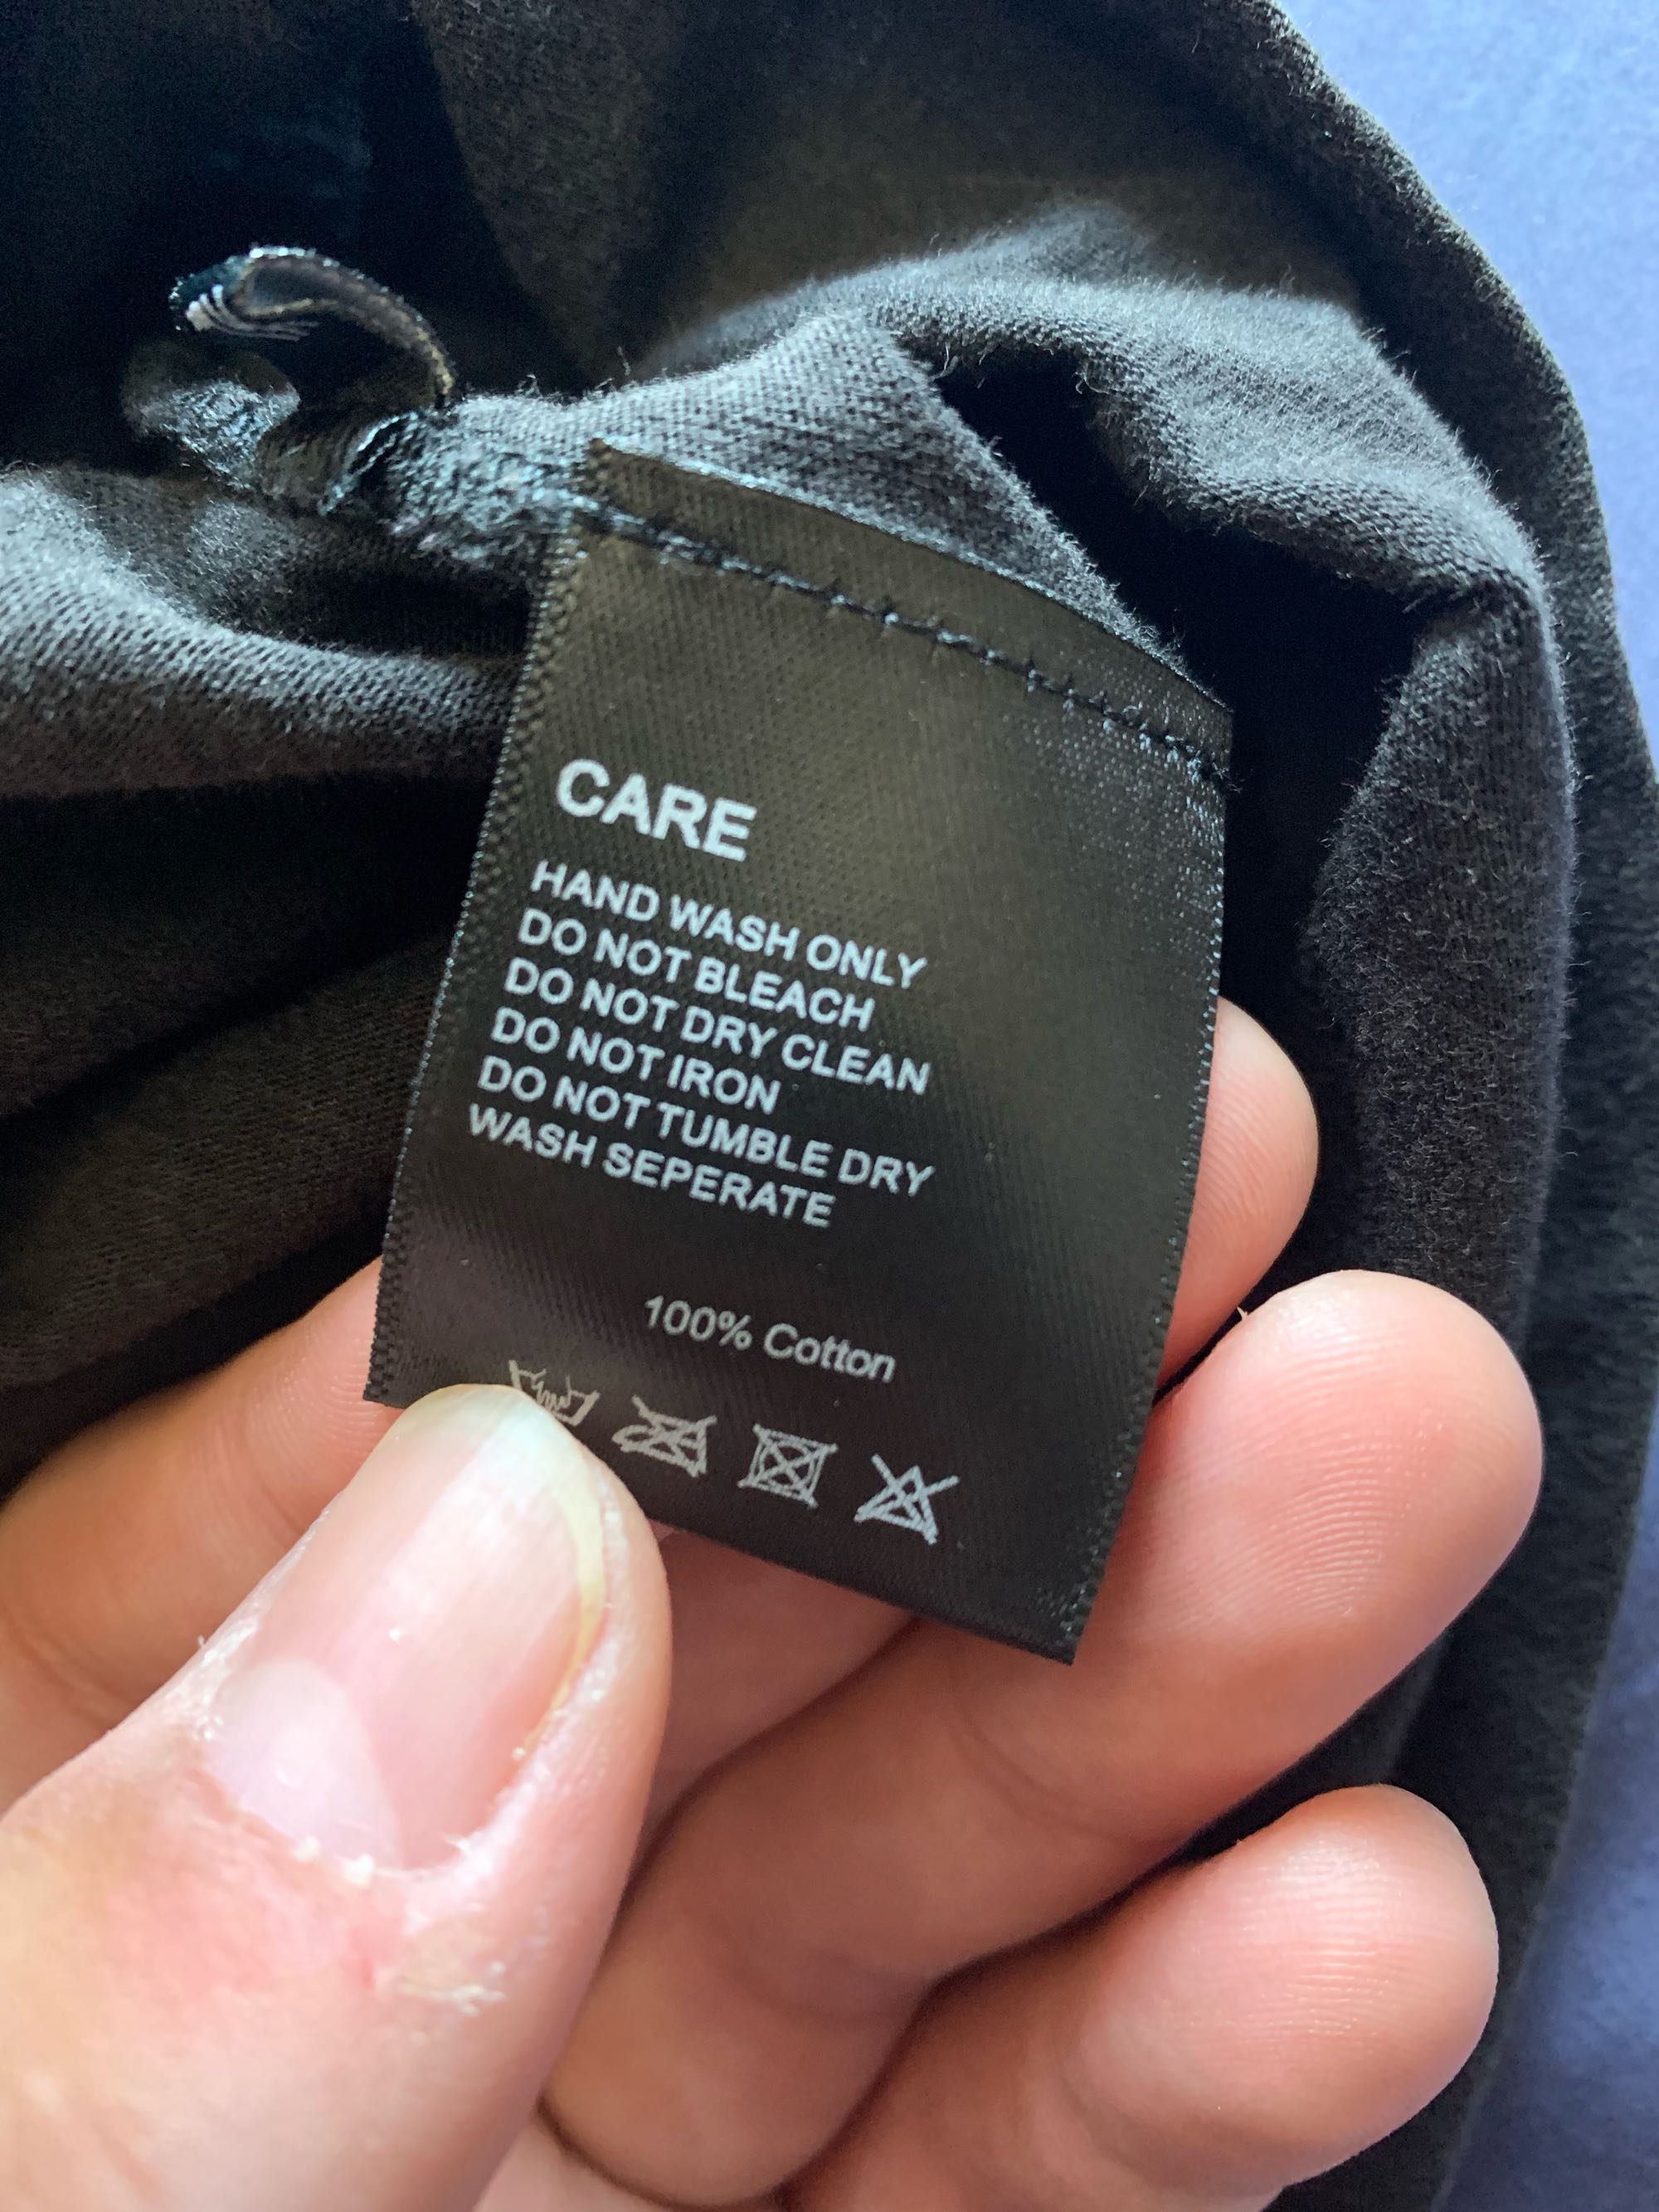 CARE
HAND WASH ONLY
DO NOT BLEACH
DO NOT DRY CLEAN
DO NOT IRON
DO NOT TUMBLE DRY
WASH SEPERATE
100% Cotton